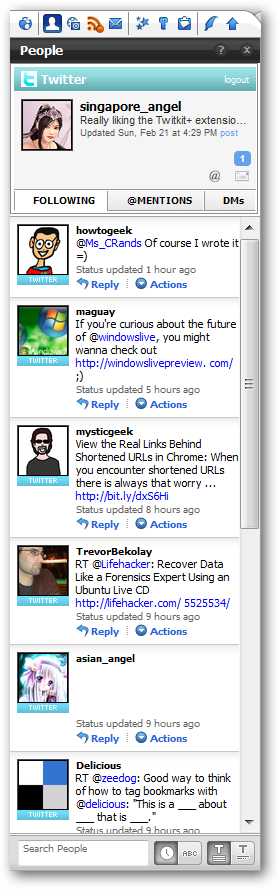 People
Twitter
logout
singapore_angel
Really liking the Twitkit+ extensio...
Updated Sun, Feb 21 at 4:29 PM post
1
@
FOLLOWING
@MENTIONS
DMs
howtogeek
@Ms_CRands Of course I wrote it
=)
Status updated 1 hour ago
Reply
Actions
TWITTER
maguay
If you're curious about the future
of @windowslive, you might
wanna check out
http://windowslivepreview. com/
;)
Status updated 5 hours ago
Reply
Actions
Windows
TWITTER
mysticgeek
View the Real Links Behind
Shortened URLs in Chrome: When
you encounter shortened URLs
there is always that worry ...
http://bit.ly/dxS6Hi
Status updated 8 hours ago
Reply
Actions
TWITTER
TrevorBekolay
RT @Lifehacker: Recover Data
Like a Forensics Expert Using an
Ubuntu Live CD
http://lifehacker.com/ 5525534/
Status updated 9 hours ago
Reply
Actions
TWITTER
asian_angel
Status updated 9 hours ago
Reply
Actions
TWITTER
Delicious
RT @zeedog: Good way to think
of how to tag bookmarks with
@delicious: "This is a ___ about
___ that is ___."
Status updated 9 hours ago
TWITTER
Search People
ABC
T
T